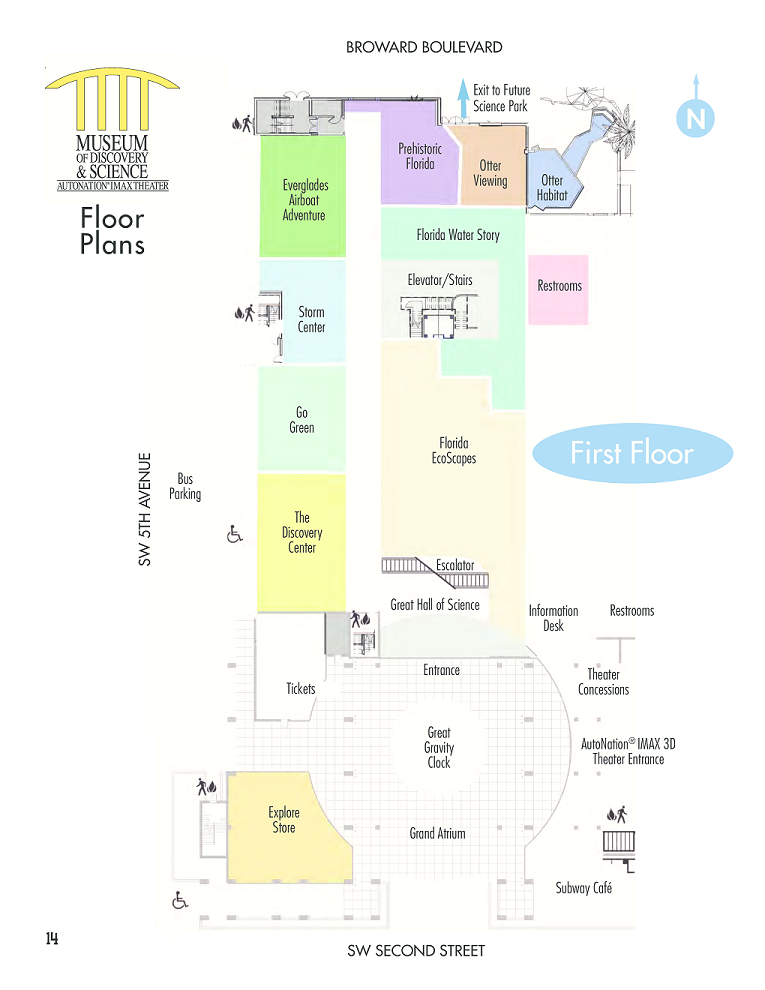 BROWARD BOULEVARD
MUSEUM
OF DISCOVERY
& SCIENCE
AUTONATION® IMAX THEATER
Floor
Plans
Exit to Future
Science Park
N
Prehistoric
Florida
Otter
Viewing
Otter
Habitat
Everglades
Airboat
Adventure
Florida Water Story
Elevator/Stairs
Restrooms
Storm
Center
Go
Green
Florida
EcoScapes
First Floor
SW 5TH AVENUE
Bus
Parking
The
Discovery
Center
Escalator
Great Hall of Science
Information
Desk
Restrooms
Entrance
Tickets
Theater
Concessions
Great
Gravity
Clock
AutoNation® IMAX 3D
Theater Entrance
Explore
Store
Grand Atrium
Subway Café
14
SW SECOND STREET